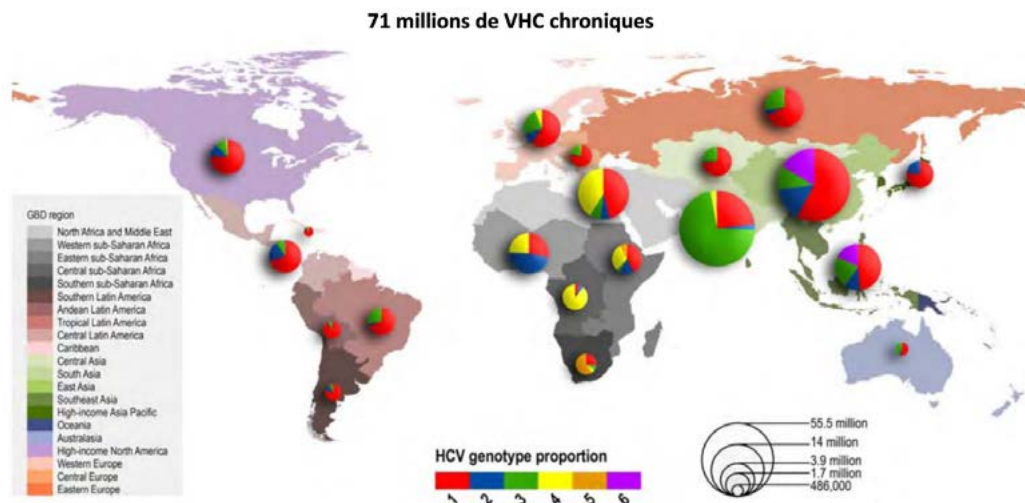 71 millions de VHC chroniques
GBD region
North Africa and Middle East
Western sub-Saharan Africa
Eastern sub-Saharan Africa
Central sub-Saharan Africa
Southern sub-Saharan Africa
Southern Latin America
Andean Latin America
Tropical Latin America
Central Latin America
Caribbean
Central Asia
South Asia
East Asia
Southeast Asia
High-income Asia Pacific
Oceania
Australasia
High-income North America
Western Europe
Central Europe
Eastern Europe
HCV genotype proportion
1 2 3 4 5 6
55.5 million
14 million
3.9 million
1.7 million
486,000